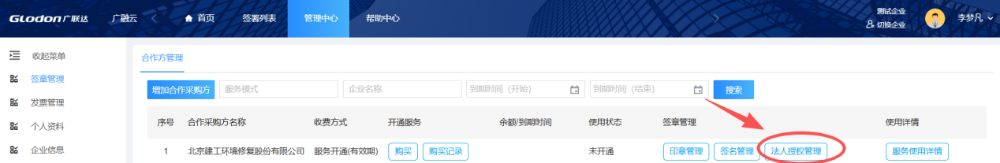 GLodon广联达 广融云 首页 签署列表 管理中心 帮助中心 测试企业 切换企业 李梦凡
收起菜单
签章管理
发票管理
个人资料
企业信息
合作方管理
增加合作采购方 服务模式 企业名称 到期时间（开始） 到期时间（结束） 搜索
序号 合作采购方名称 收费方式 开通服务 余额/到期时间 使用状态 签章管理 使用详情
1 北京建工环境修复股份有限公司 服务开通(有效期) 购买 购买记录 未开通 印章管理 签名管理 法人授权管理 服务使用详情